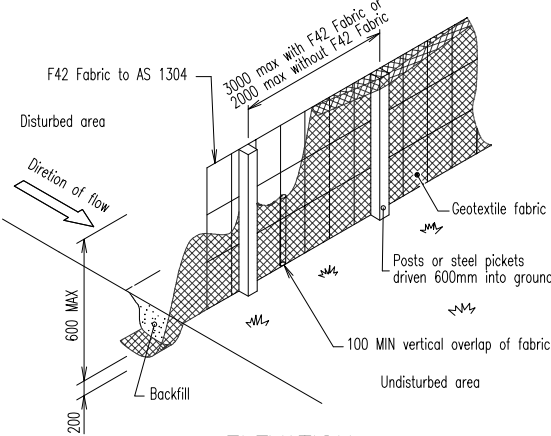 3000 max with F42 Fabric or
2000 max without F42 Fabric
F42 Fabric to AS 1304
Disturbed area
Diretion of flow
Geotextile fabric
Posts or steel pickets
driven 600mm into ground
600 MAX
100 MIN vertical overlap of fabric
Undisturbed area
Backfill
200